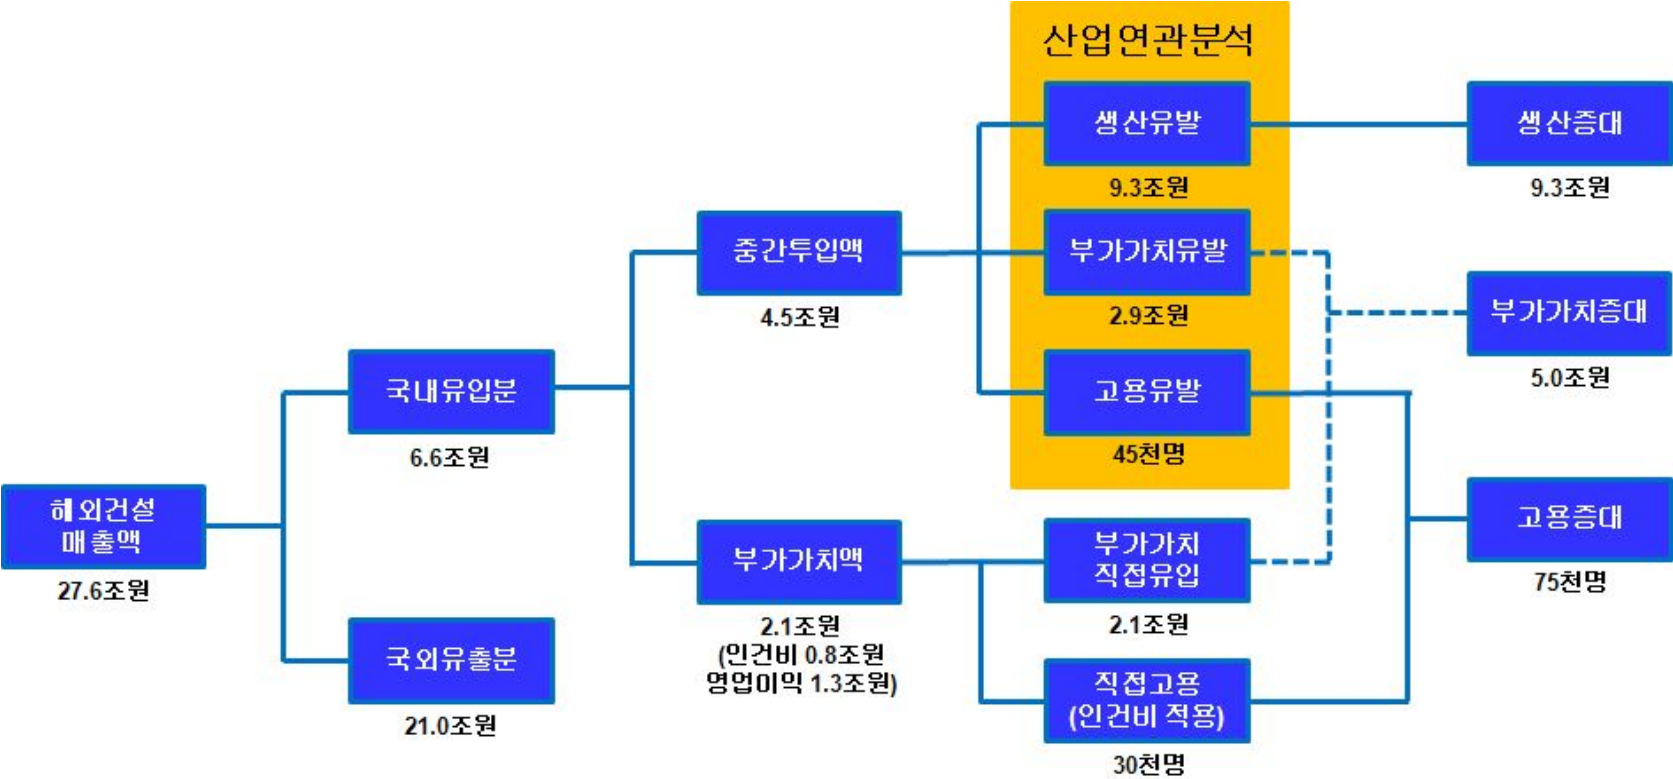 산업연관분석
생산유발
9.3조원
생산증대
9.3조원
중간투입액
4.5조원
부가가치유발
2.9조원
부가가치증대
5.0조원
국내유입분
6.6조원
고용유발
45천명
해외건설
매출액
27.6조원
고용증대
75천명
부가가치액
2.1조원
(인건비 0.8조원
영업이익 1.3조원)
부가가치
직접유입
2.1조원
국외유출분
21.0조원
직접고용
(인건비 적용)
30천명